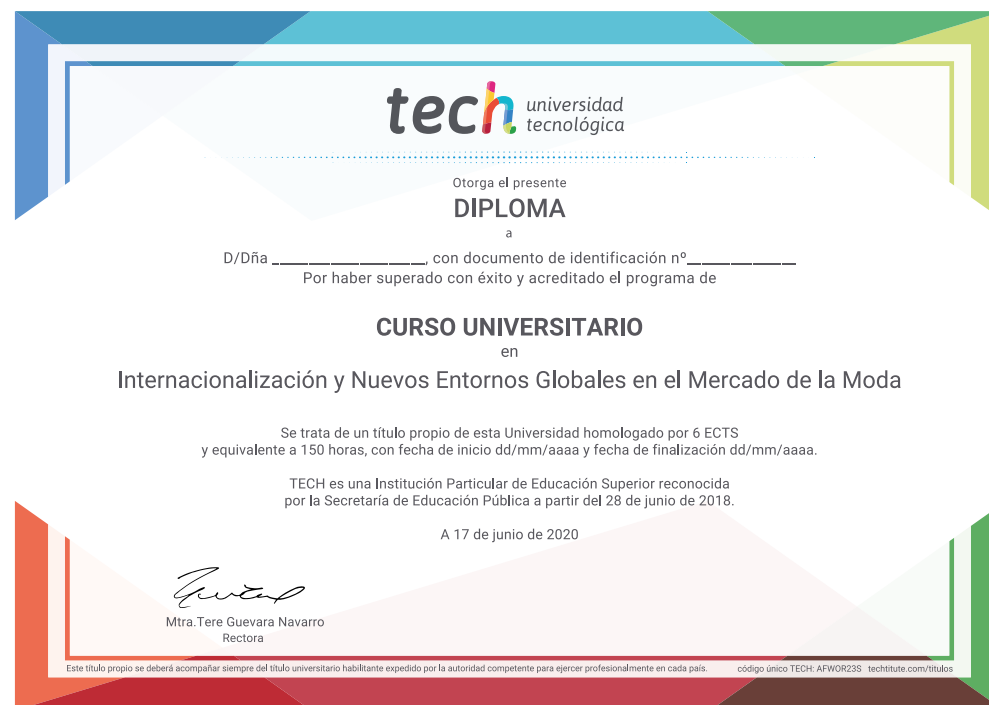 tech universidad
tecnológica
Otorga el presente
DIPLOMA
a
D/Dña ____________________, con documento de identificación nº______________
Por haber superado con éxito y acreditado el programa de
CURSO UNIVERSITARIO
en
Internacionalización y Nuevos Entornos Globales en el Mercado de la Moda
Se trata de un título propio de esta Universidad homologado por 6 ECTS
y equivalente a 150 horas, con fecha de inicio dd/mm/aaaa y fecha de finalización dd/mm/aaaa.
TECH es una Institución Particular de Educación Superior reconocida
por la Secretaría de Educación Pública a partir del 28 de junio de 2018.
A 17 de junio de 2020
Mtra.Tere Guevara Navarro
Rectora
Este título propio se deberá acompañar siempre del título universitario habilitante expedido por la autoridad competente para ejercer profesionalmente en cada país. código único TECH: AFWOR23S techtitute.com/titulos